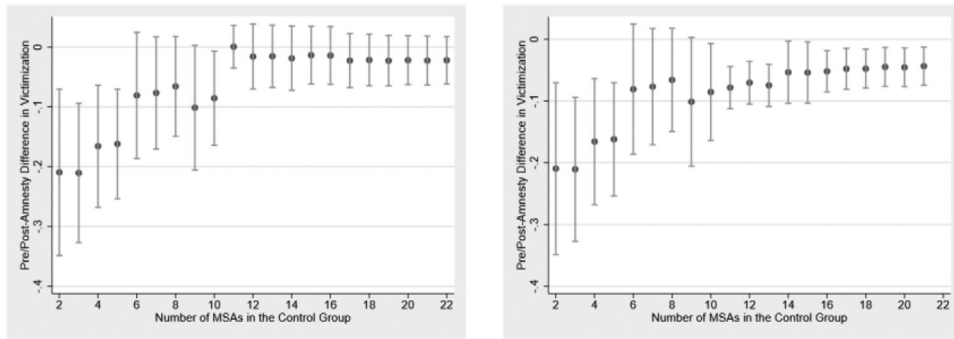 Pre/Post-Amnesty Difference in Victimization
0
-.1
-.2
-.3
-.4
2 4 6 8 10 12 14 16 18 20 22
Number of MSAs in the Control Group
Pre/Post-Amnesty Difference in Victimization
0
-.1
-.2
-.3
-.4
2 4 6 8 10 12 14 16 18 20 22
Number of MSAs in the Control Group